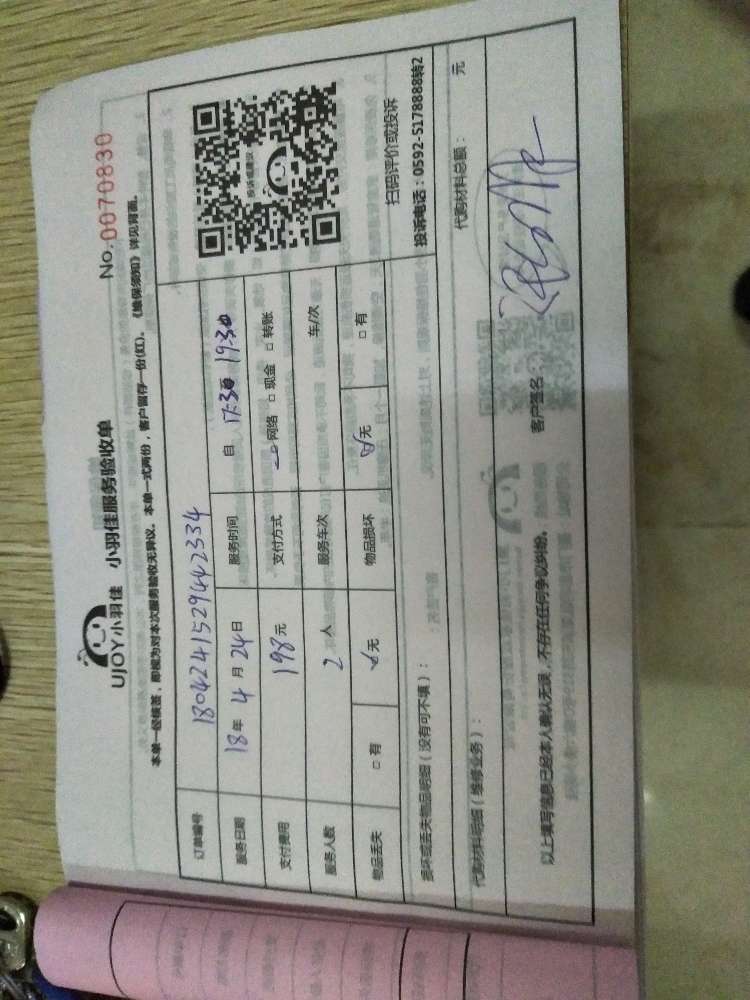 UJOY小羽佳 小羽佳服务验收单
No. 0070830
本单一经核签，即视为对本次服务验收无异议。本单一式两份，客户留存一份(红)。《维保须知》详见背面。
订单编号 18042415294442334
服务日期 18年 4 月 24日 服务时间 自 17:30 19:30
支付费用 198元 支付方式 □网络 □现金 □转账
服务人数 2 人 服务车次 车/次
物品丢失 □有 ☑无 物品损坏 ☑无 □有
扫码评价或投诉
投诉电话：0592-5178888转2
损坏或丢失物品明细（没有可不填）：
代购材料明细（维修业务）： 代购材料总额： 元
以上填写信息已经本人确认无误，不存在任何争议纠纷。 客户签名：